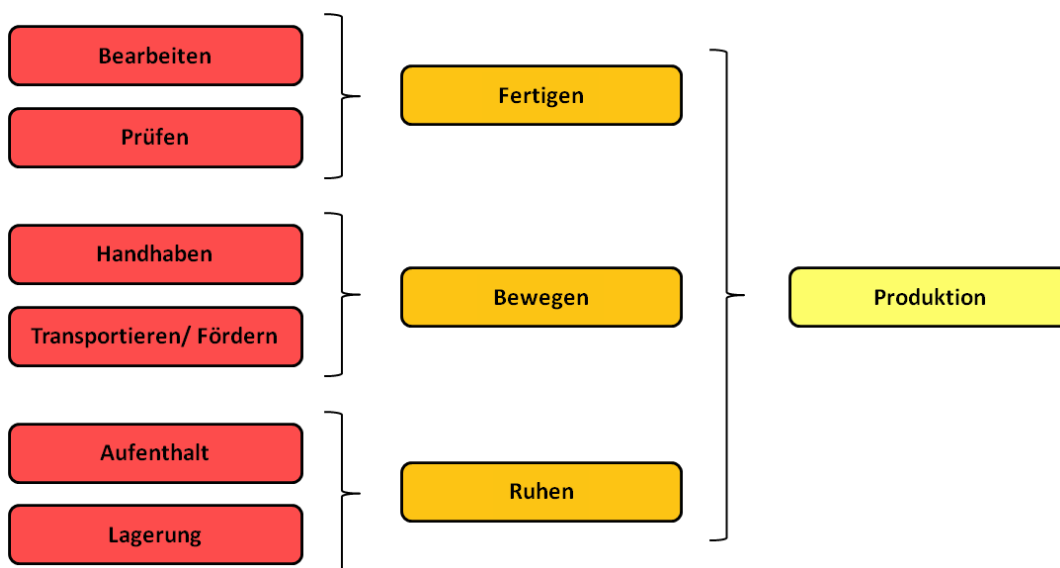 Bearbeiten
Prüfen
Fertigen
Handhaben
Transportieren/ Fördern
Bewegen
Aufenthalt
Lagerung
Ruhen
Produktion